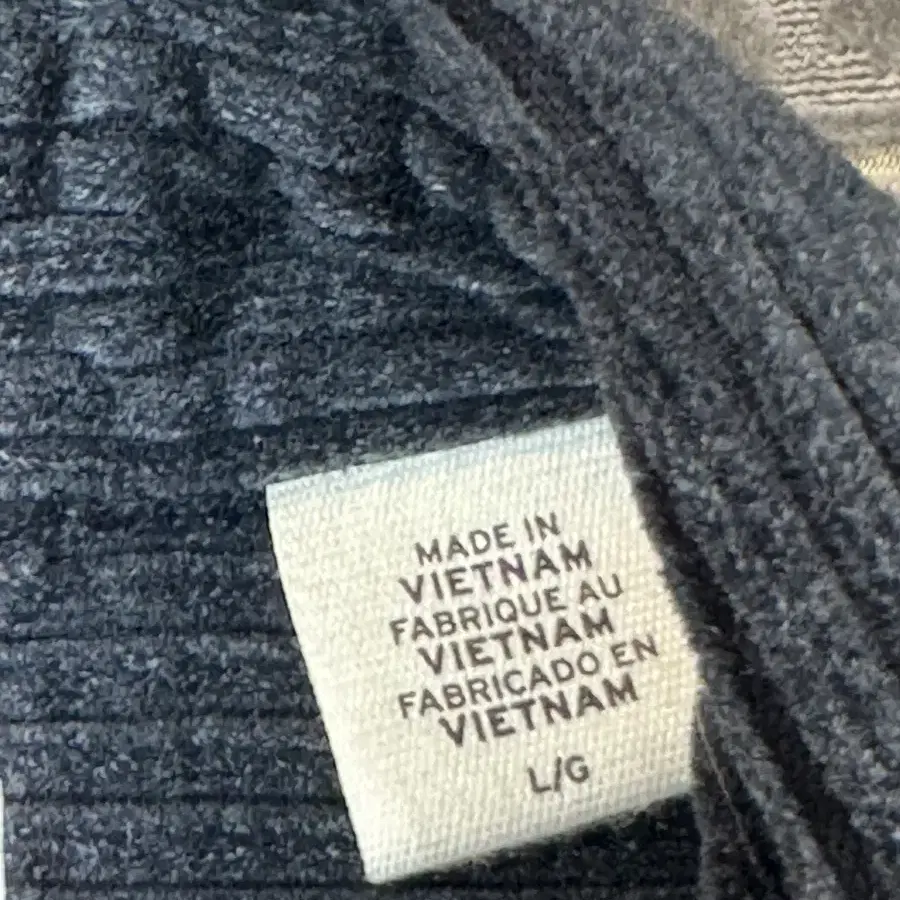 MADE IN
VIETNAM
FABRIQUE AU
VIETNAM
FABRICADO EN
VIETNAM
L/G